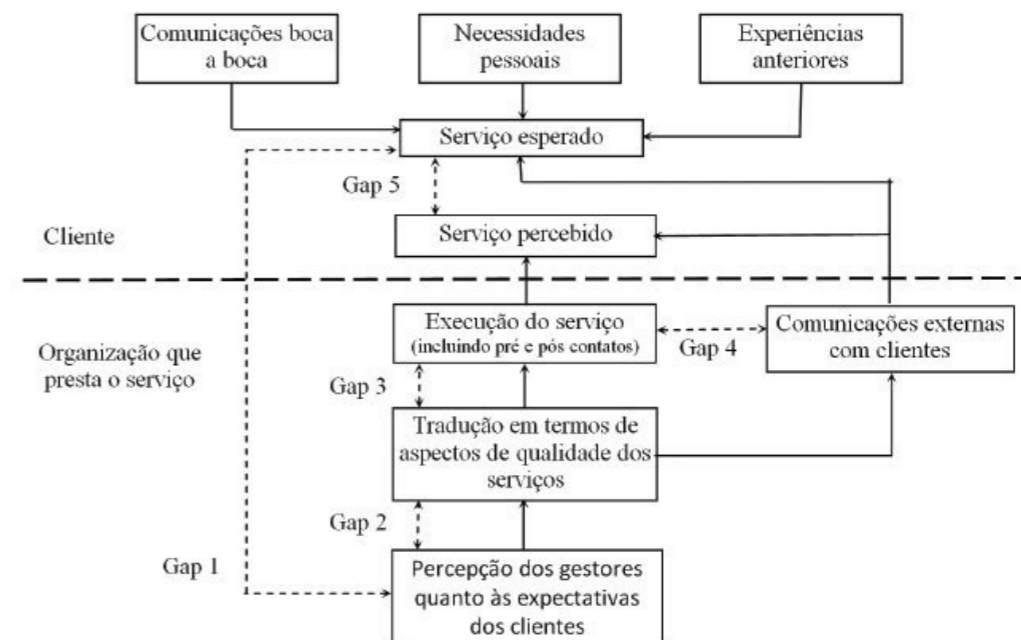 Comunicações boca
a boca
Necessidades
pessoais
Experiências
anteriores
Serviço esperado
Gap 5
Cliente
Serviço percebido
Execução do serviço
(incluindo pré e pós contatos)
Comunicações externas
com clientes
Gap 4
Organização que
presta o serviço
Gap 3
Tradução em termos de
aspectos de qualidade dos
serviços
Gap 2
Gap 1
Percepção dos gestores
quanto às expectativas
dos clientes